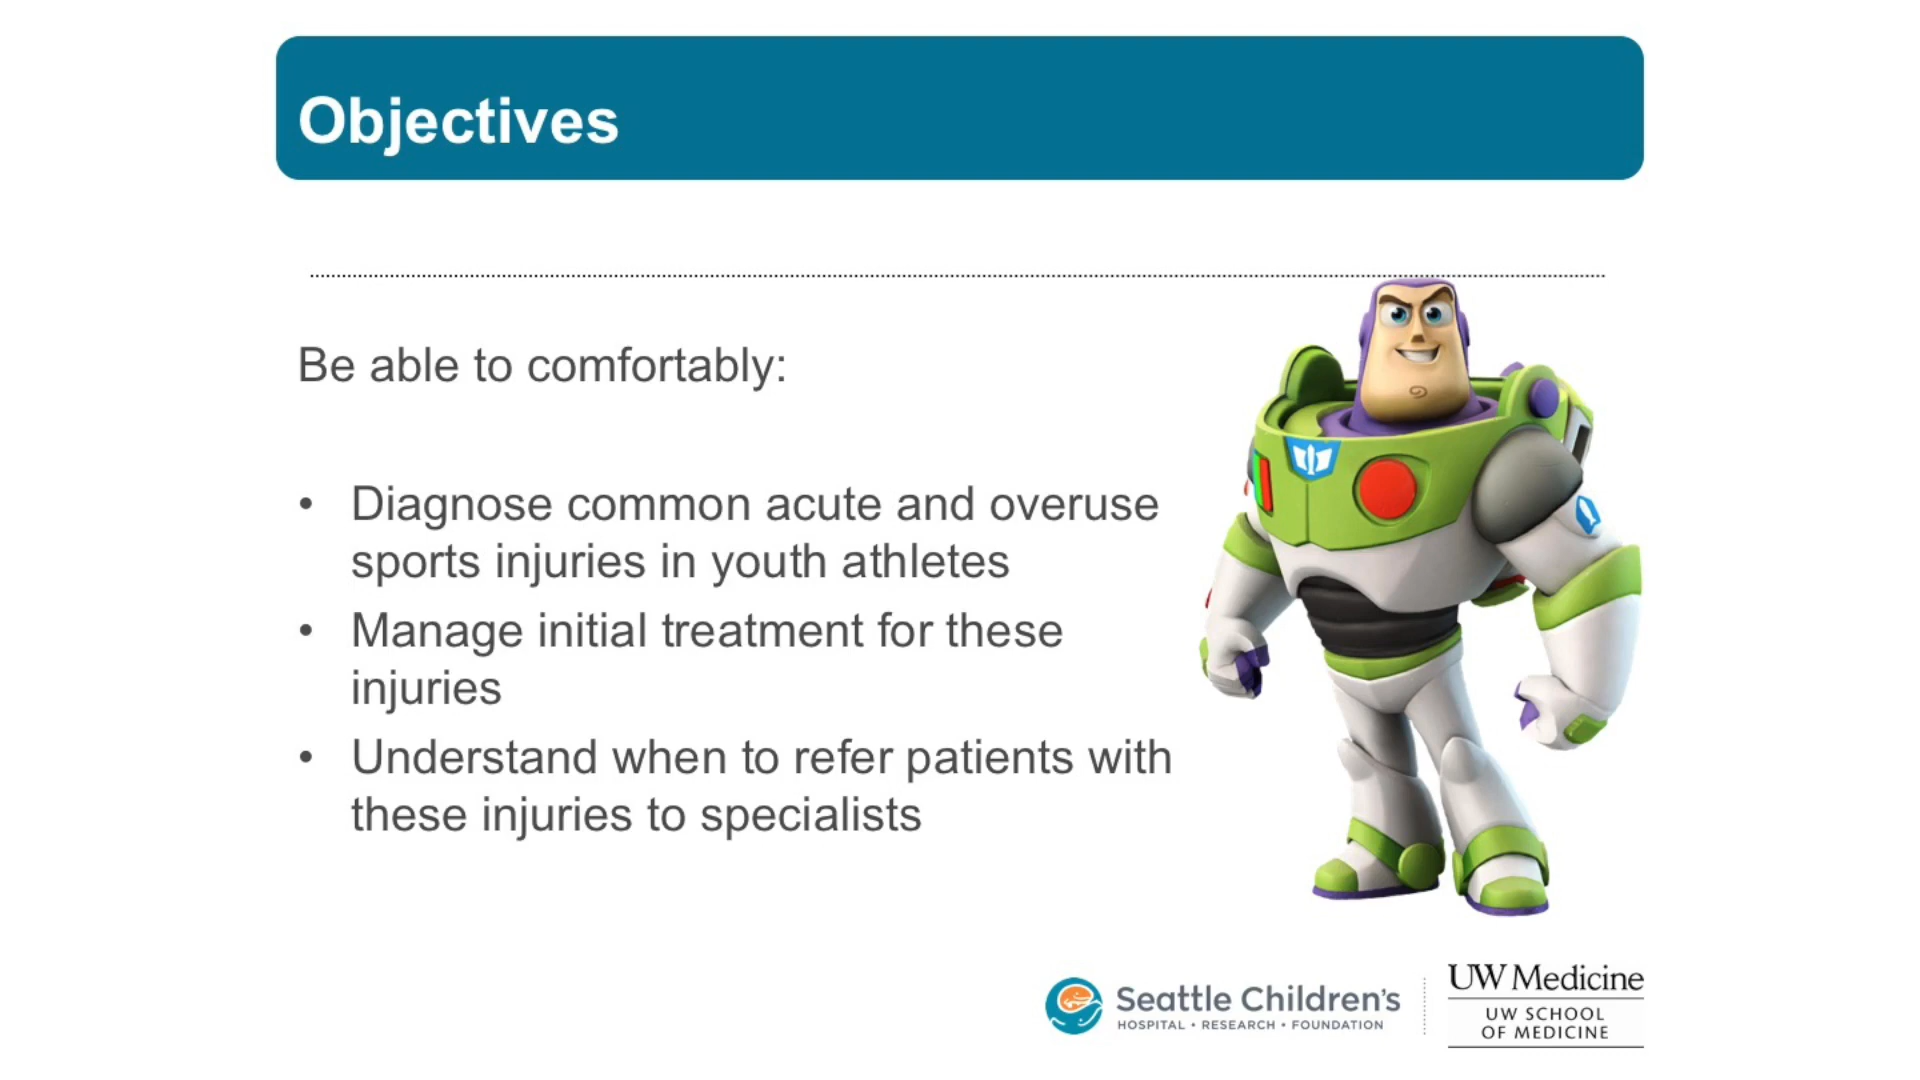 Objectives
Be able to comfortably:
• Diagnose common acute and overuse
sports injuries in youth athletes
• Manage initial treatment for these
injuries
• Understand when to refer patients with
these injuries to specialists
Seattle Children's
HOSPITAL • RESEARCH • FOUNDATION
UW Medicine
UW SCHOOL
OF MEDICINE